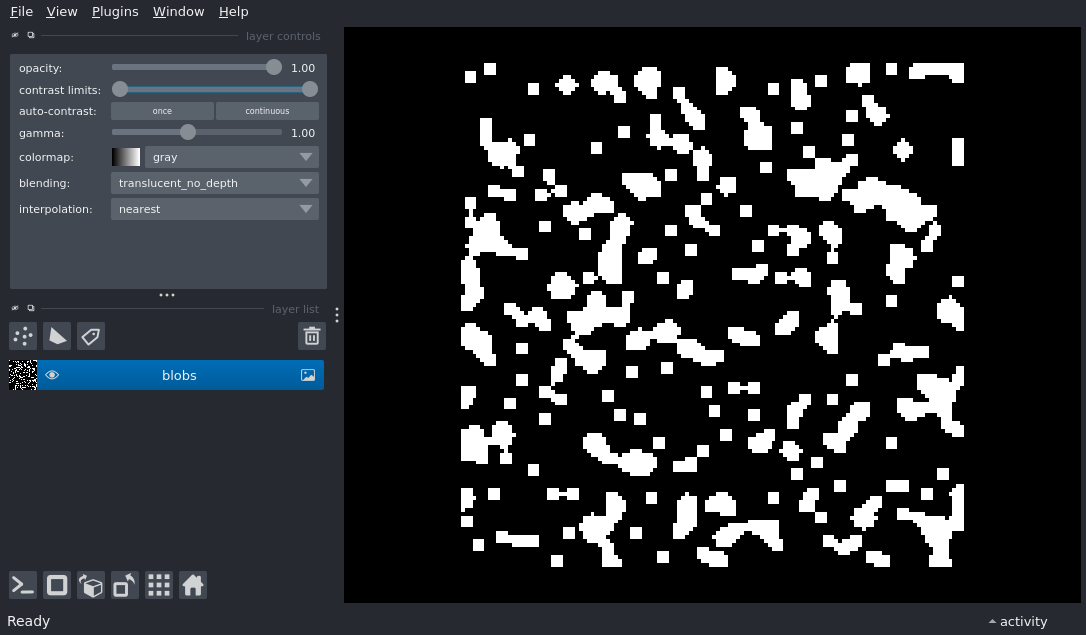 File View Plugins Window Help
layer controls
opacity: 1.00
contrast limits:
auto-contrast: once continuous
gamma: 1.00
colormap: gray
blending: translucent_no_depth
interpolation: nearest
layer list
blobs
Ready activity